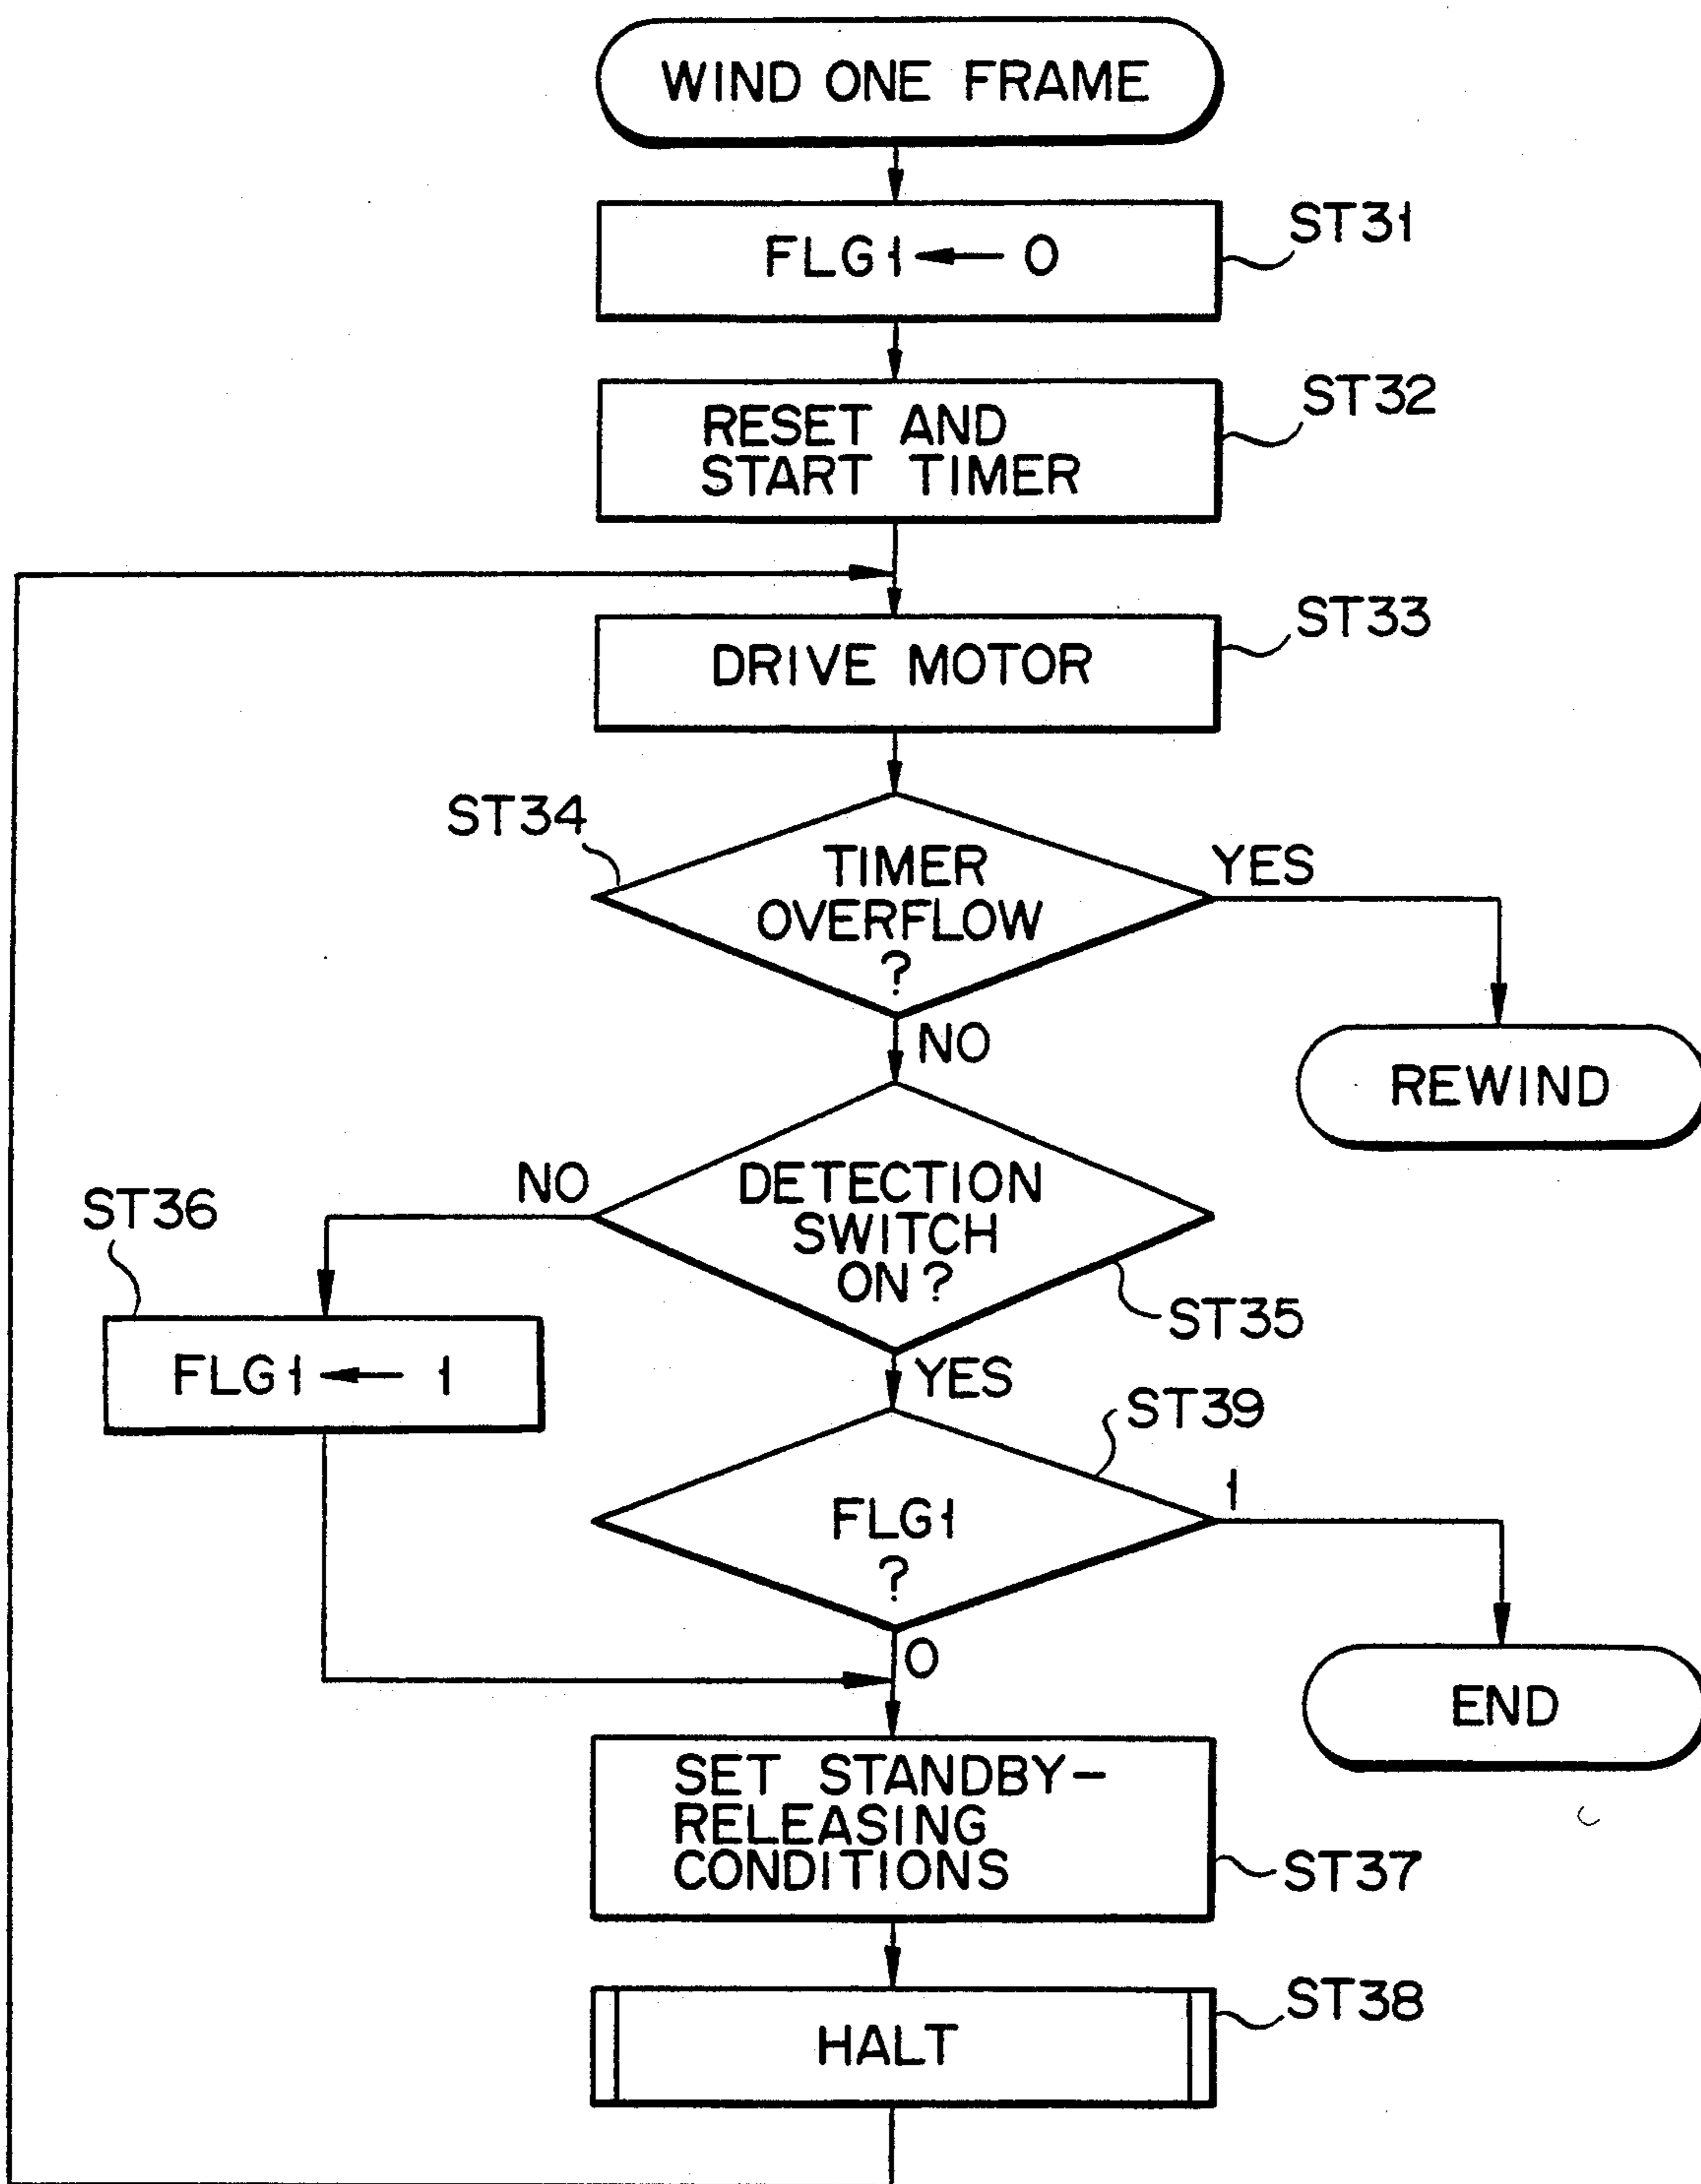 WIND ONE FRAME
FLG1 ← 0
ST31
RESET AND
START TIMER
ST32
DRIVE MOTOR
ST33
ST34
TIMER
OVERFLOW
?
YES
NO
REWIND
DETECTION
SWITCH
ON?
NO
ST36
ST35
FLG1 ← 1
YES
ST39
FLG1
?
1
0
END
SET STANDBY-
RELEASING
CONDITIONS
ST37
HALT
ST38